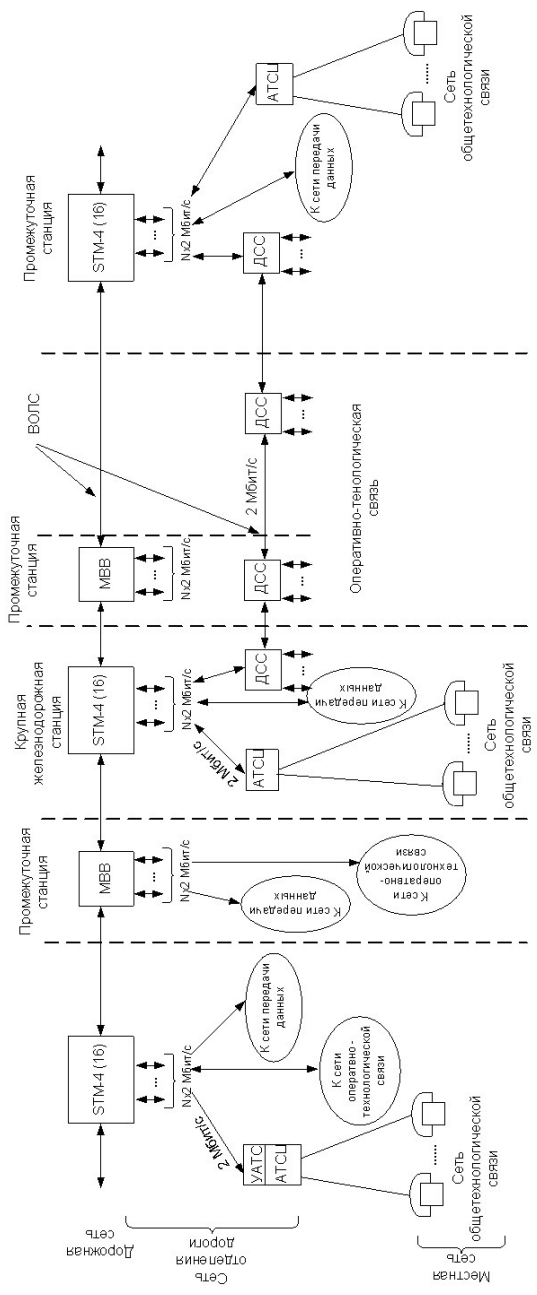 Дорожная
сеть
Сеть
отделения
дороги
Местная
сеть
STM-4 (16)
...
Nx2 Мбит/с
2 Мбит/с
УАТС
АТСЦ
К сети передачи
данных
К сети
оператвно-
технологической
связи
......
Сеть
общетехнологической
связи
Промежуточная
станция
МВВ
...
Nx2 Мбит/с
К сети передачи
данных
К сети
оператвно-
технологической
связи
Крупная
железнодорожная
станция
STM-4 (16)
...
Nx2 Мбит/с
2 Мбит/с
АТСЦ
ДСС
...
К сети передачи
данных
......
Сеть
общетехнологической
связи
Промежуточная
станция
МВВ
...
Nx2 Мбит/с
ДСС
...
ВОЛС
2 Мбит/с
ДСС
...
Оперативно-тенологическая
связь
Промежуточная
станция
STM-4 (16)
...
Nx2 Мбит/с
ДСС
...
К сети передачи
данных
АТСЦ
......
Сеть
общетехнологической
связи